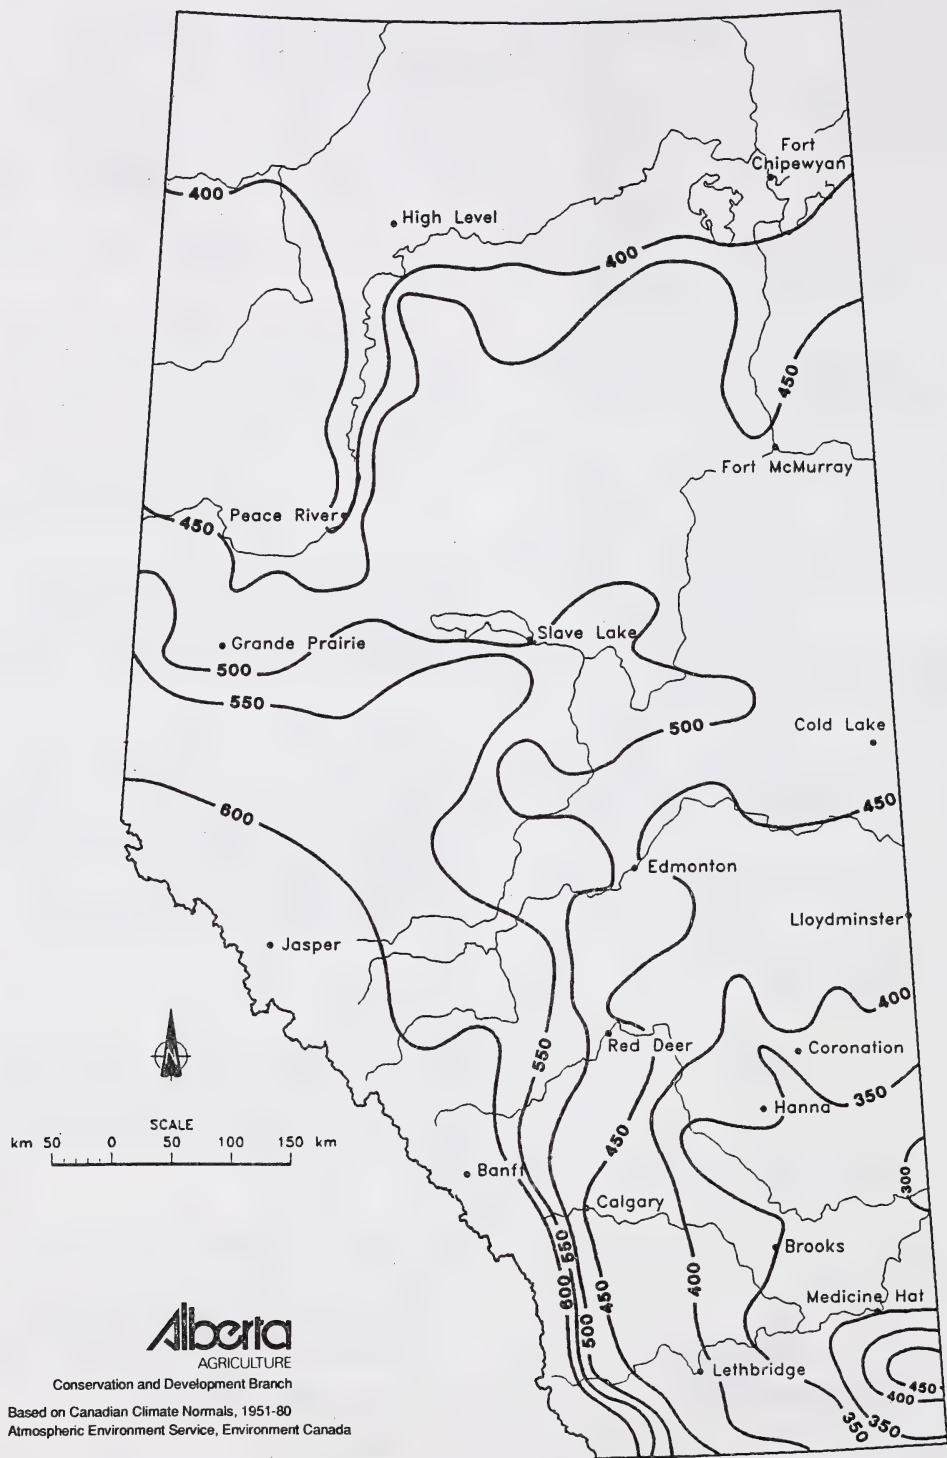 Fort
Chipewyan
400
High Level
400
450
Fort McMurray
Peace River
450
Slave Lake
Grande Prairie
500
550
500
Cold Lake
600
450
Edmonton
Lloydminster
Jasper
400
N
550
Red Deer
Coronation
350
Hanna
SCALE
km 50 0 50 100 150 km
450
Banff
300
Calgary
550
Brooks
600
450
400
Medicine Hat
500
Lethbridge
450
400
350
350
Alberta
AGRICULTURE
Conservation and Development Branch
Based on Canadian Climate Normals, 1951-80
Atmospheric Environment Service, Environment Canada